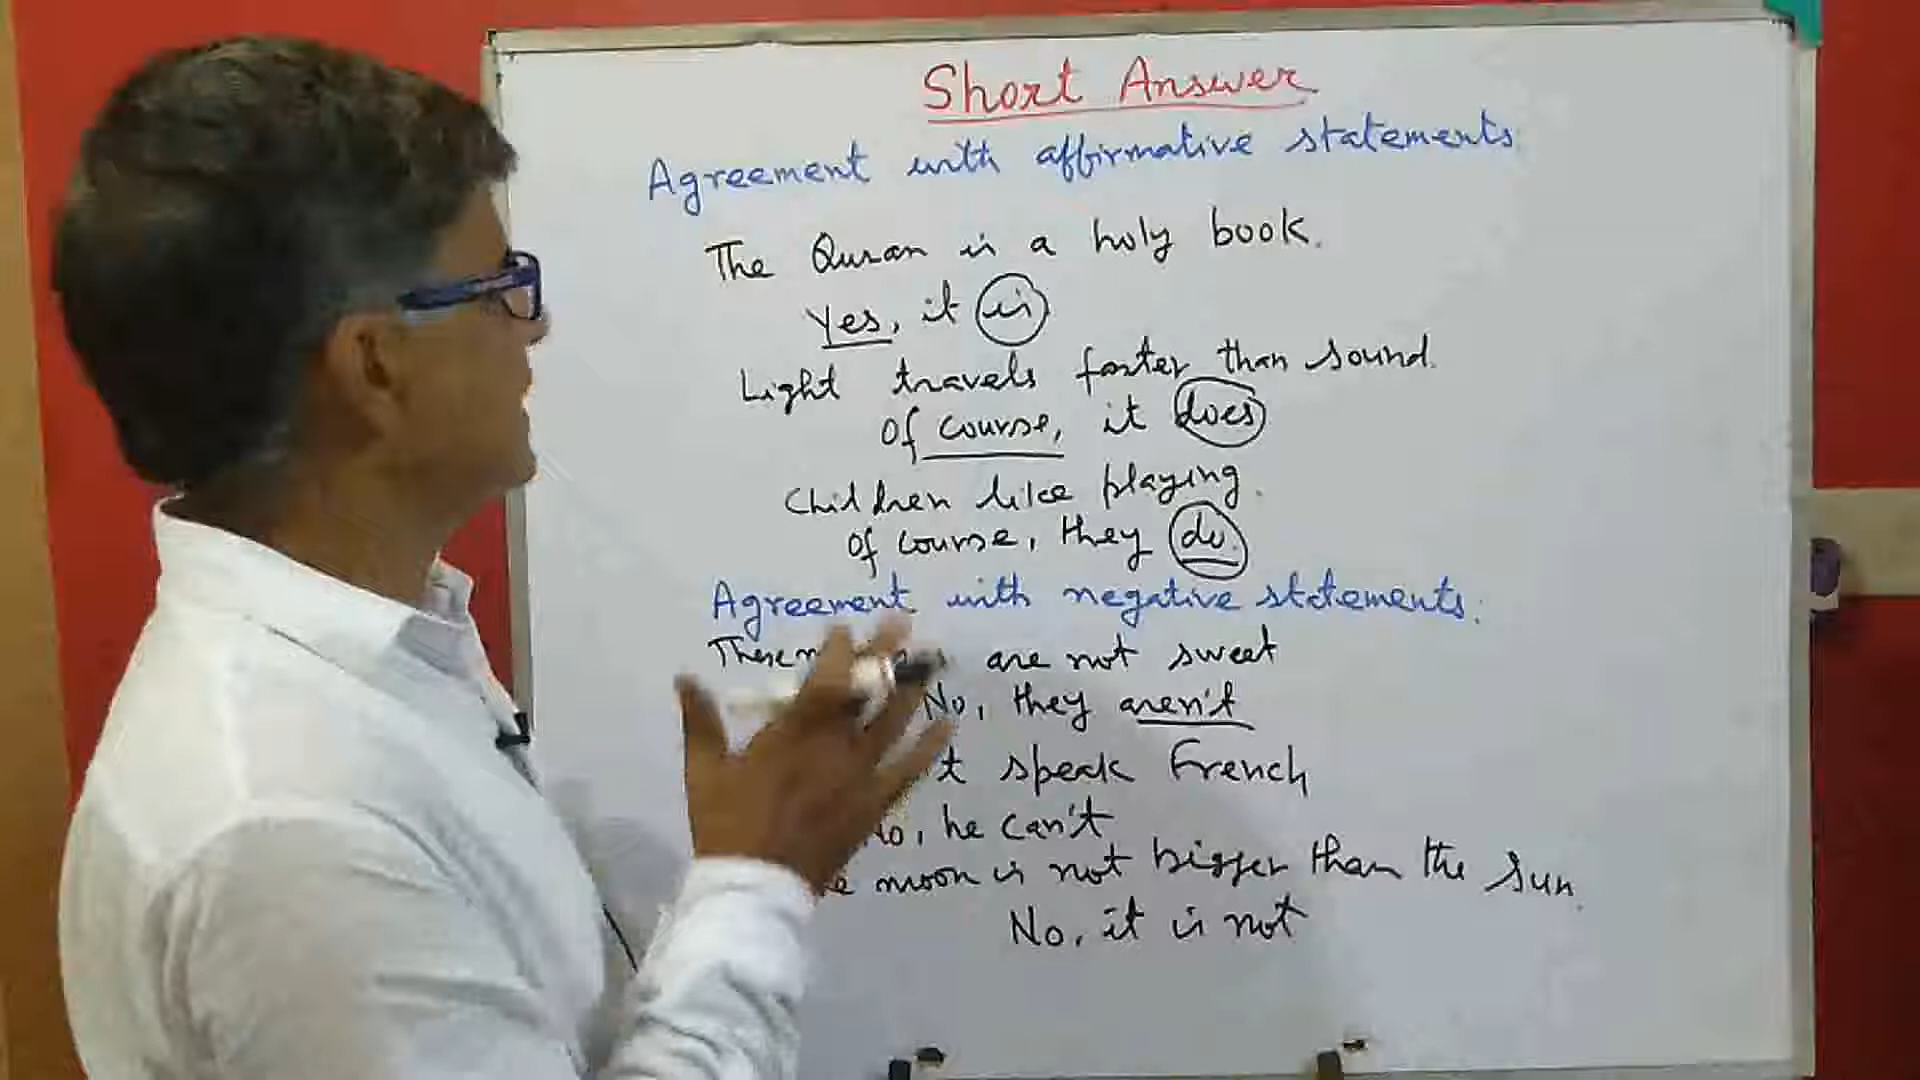 Short Answer
Agreement with affirmative statements.
The Quran is a holy book.
Yes, it is
Light travels faster than sound.
Of course, it does
Children like playing.
Of course, they do.
Agreement with negative statements.
These are not sweet
No, they aren't
speak French
No, he can't
moon is not bigger than the Sun.
No, it is not